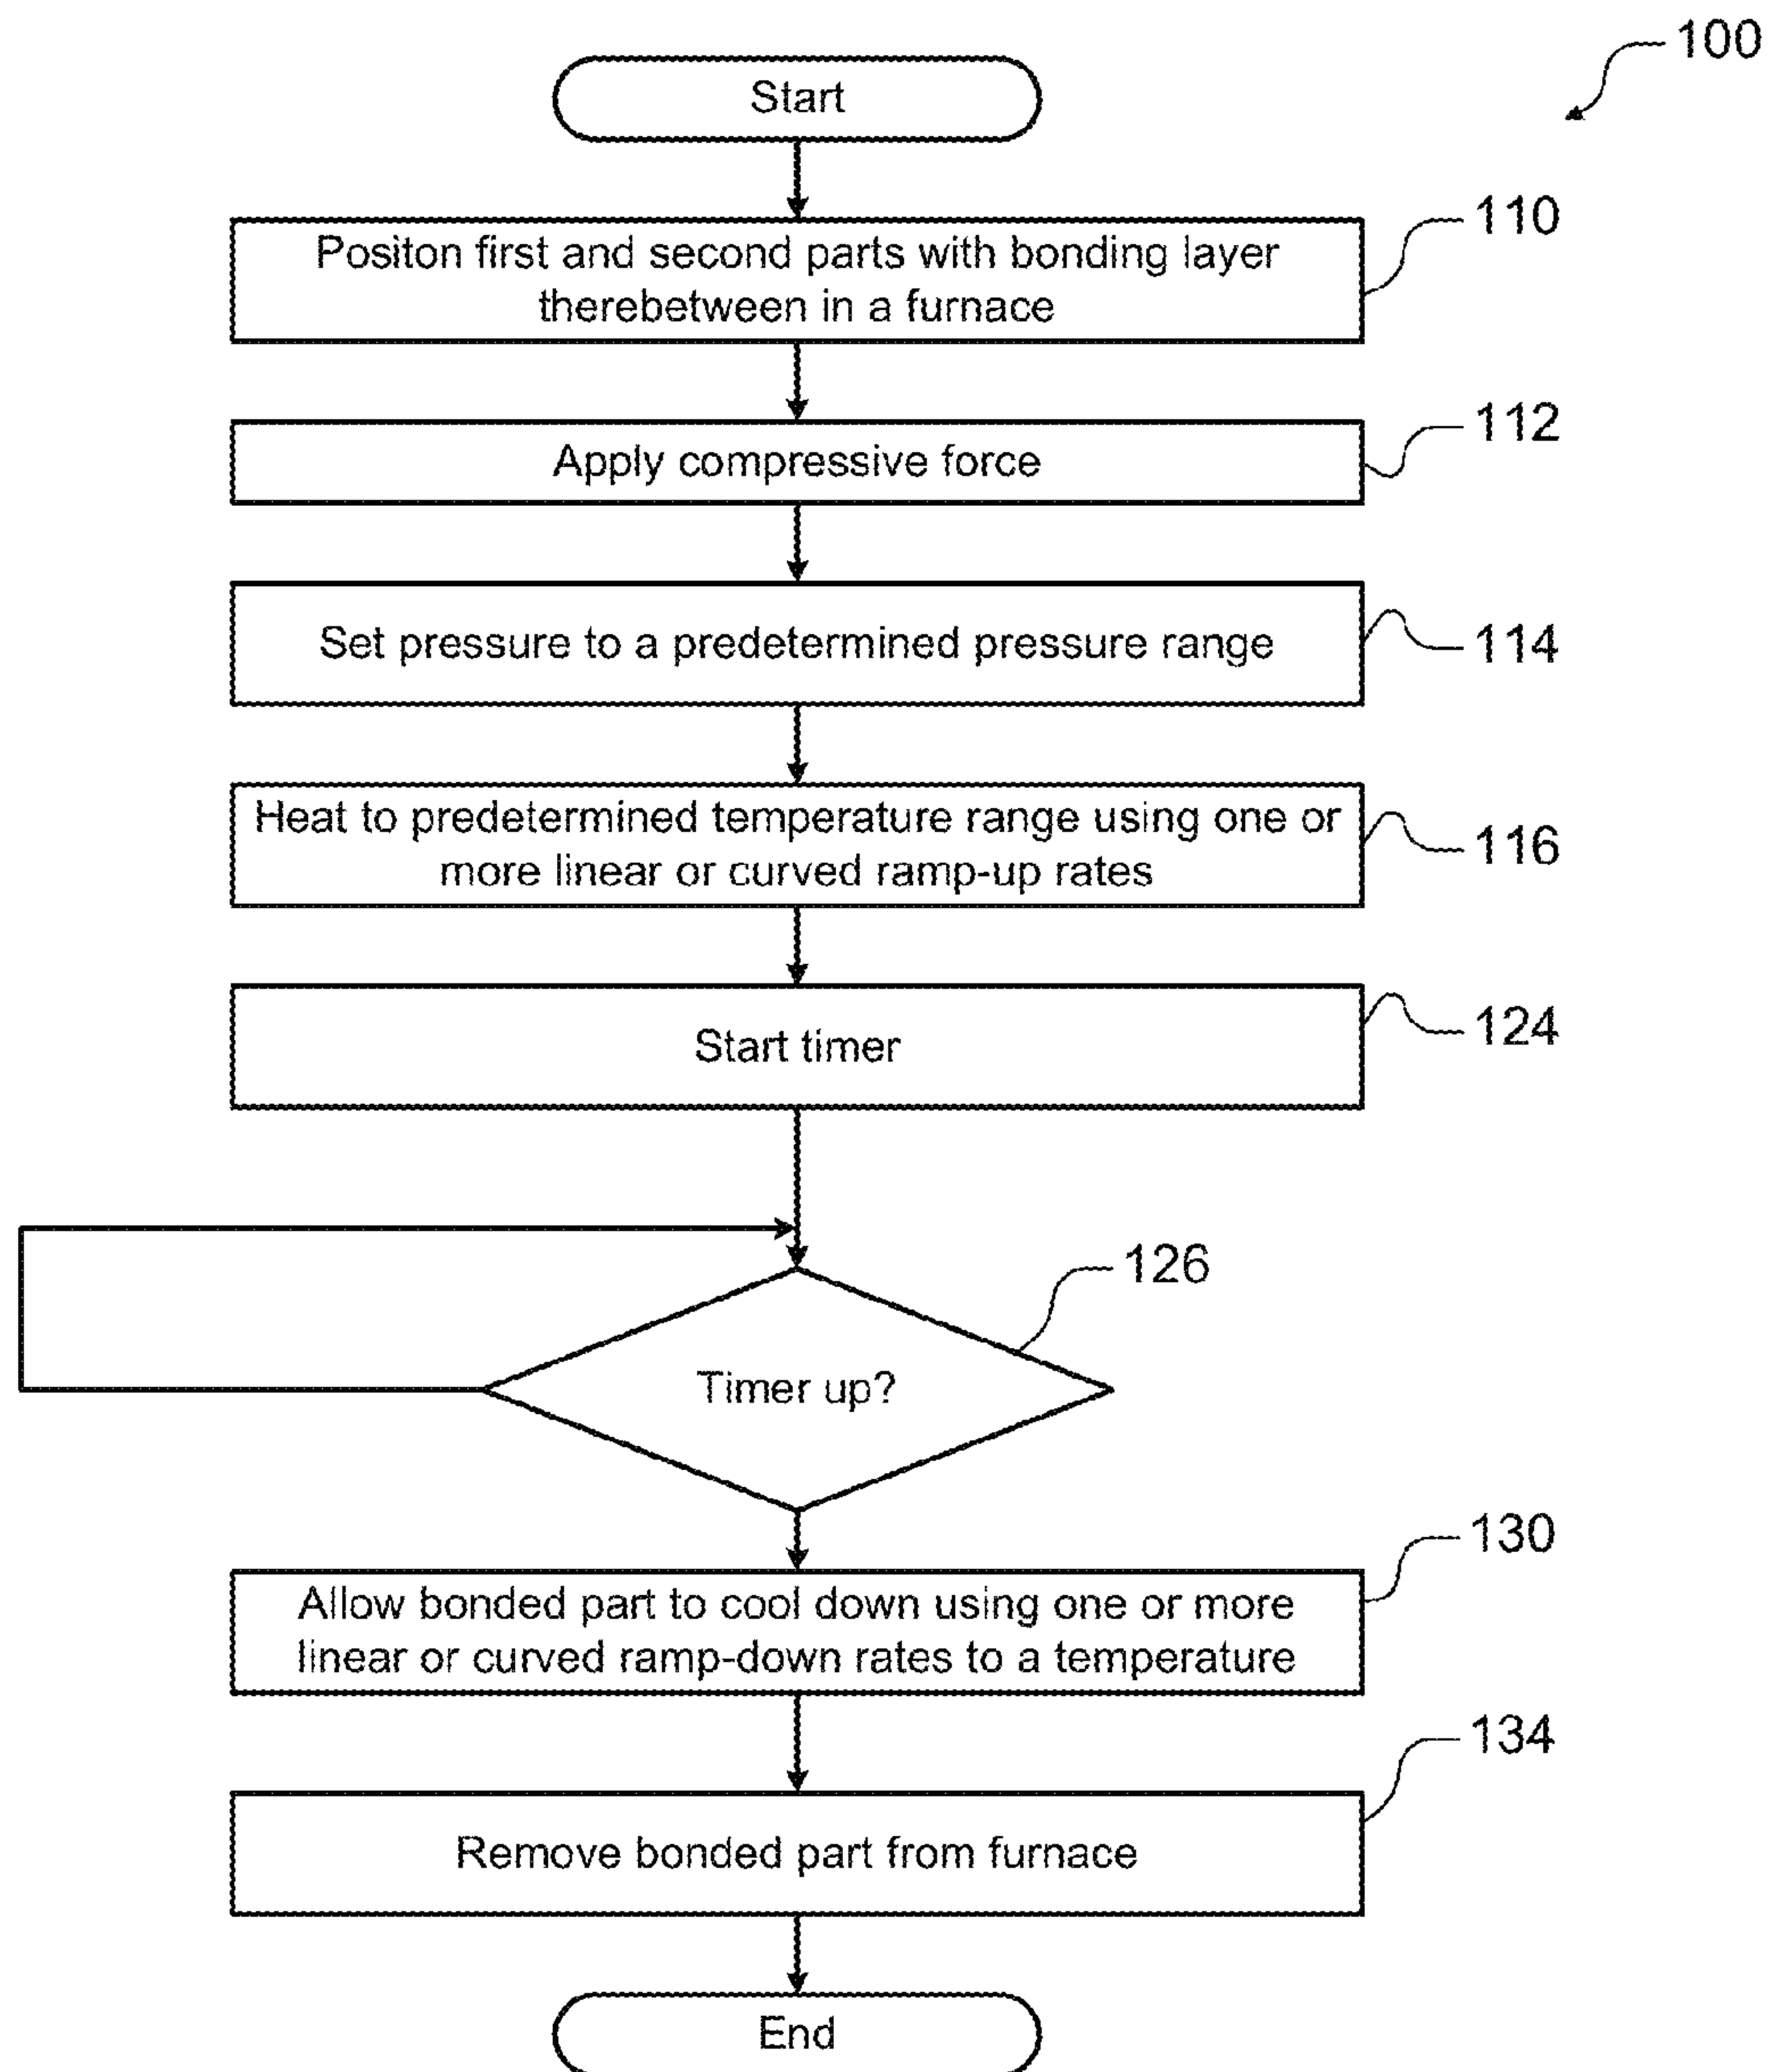 100
Start
Positon first and second parts with bonding layer
therebetween in a furnace
110
Apply compressive force
112
Set pressure to a predetermined pressure range
114
Heat to predetermined temperature range using one or
more linear or curved ramp-up rates
116
Start timer
124
126
Timer up?
Allow bonded part to cool down using one or more
linear or curved ramp-down rates to a temperature
130
Remove bonded part from furnace
134
End